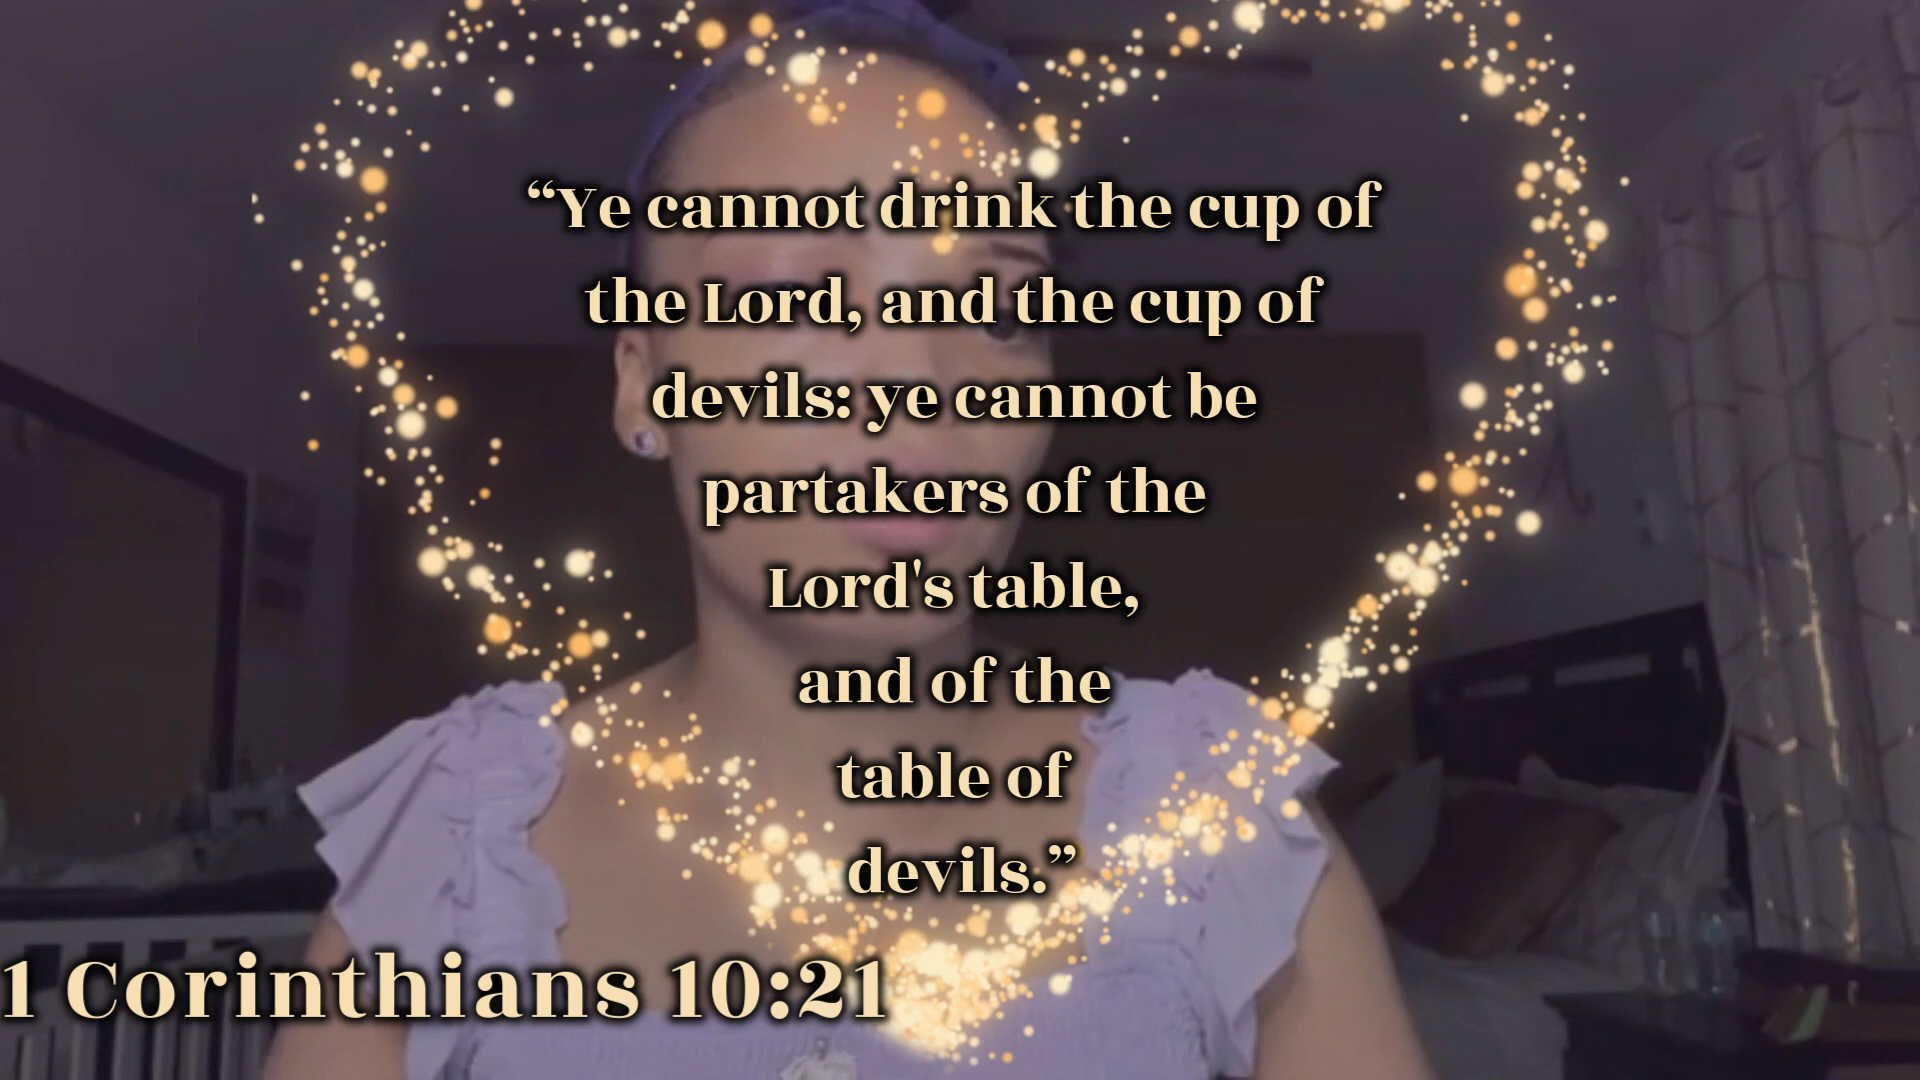 “Ye cannot drink the cup of
the Lord, and the cup of
devils: ye cannot be
partakers of the
Lord's table,
and of the
table of
devils.”
1 Corinthians 10:21